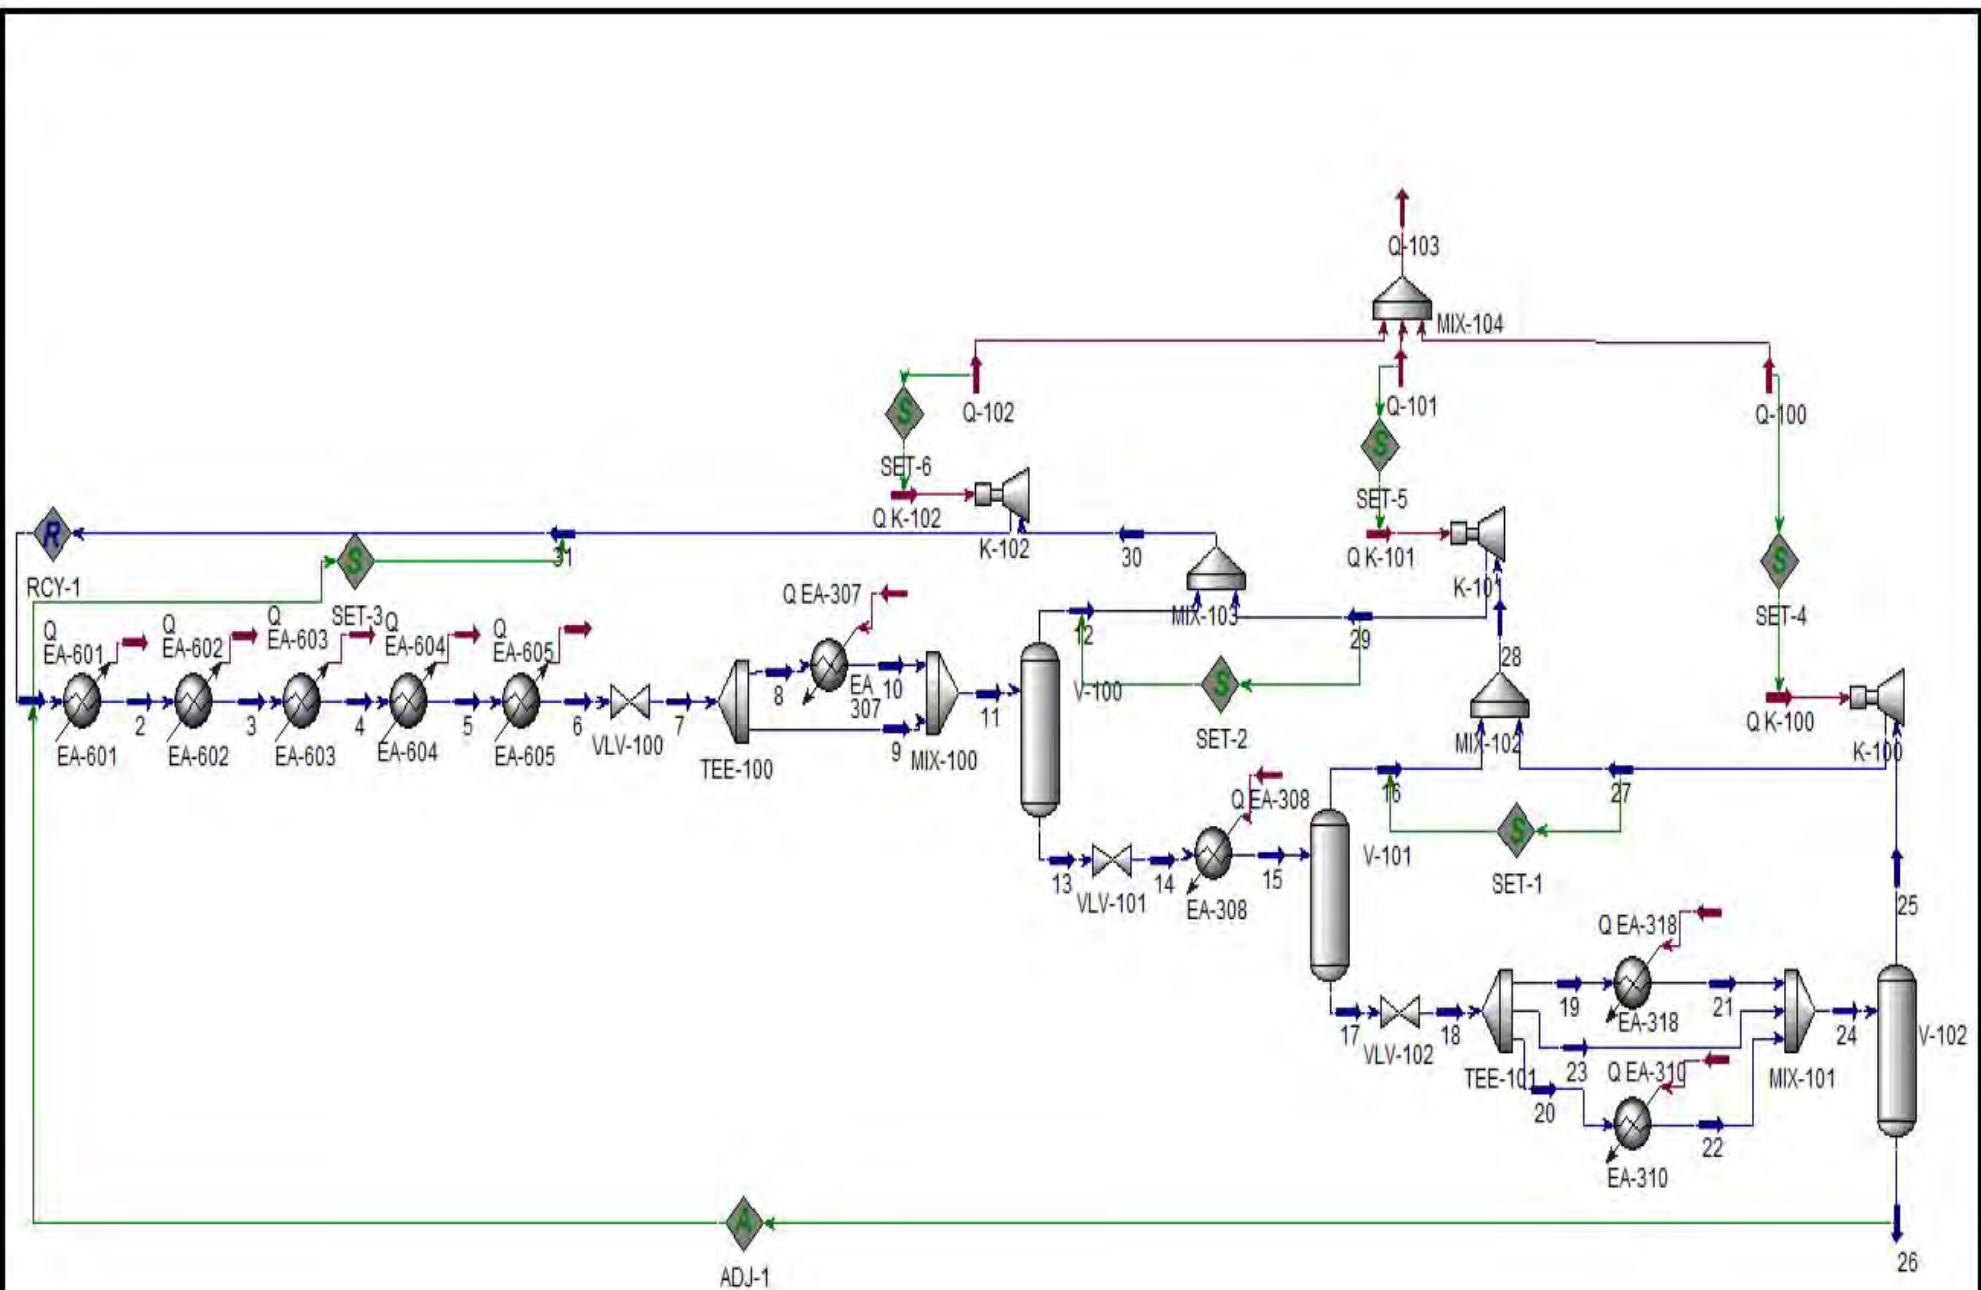 Q-103
MIX-104
Q-102
Q-101
Q-100
S
S
SET-6
SET-5
Q K-102
K-102
Q K-101
K-101
S
SET-4
Q K-100
K-100
R
RCY-1
S
SET-3
31
30
MIX-103
29
28
Q
EA-601
Q
EA-602
Q
EA-603
Q
EA-604
Q
EA-605
Q EA-307
12
V-100
S
SET-2
2
3
4
5
6
7
8
EA
307
10
9
11
EA-601
EA-602
EA-603
EA-604
EA-605
VLV-100
TEE-100
MIX-100
MIX-102
16
27
Q EA-308
S
SET-1
V-101
13
VLV-101
14
EA-308
15
25
Q EA-318
19
EA-318
21
17
VLV-102
18
TEE-101
23
Q EA-310
MIX-101
24
V-102
20
22
EA-310
A
ADJ-1
26